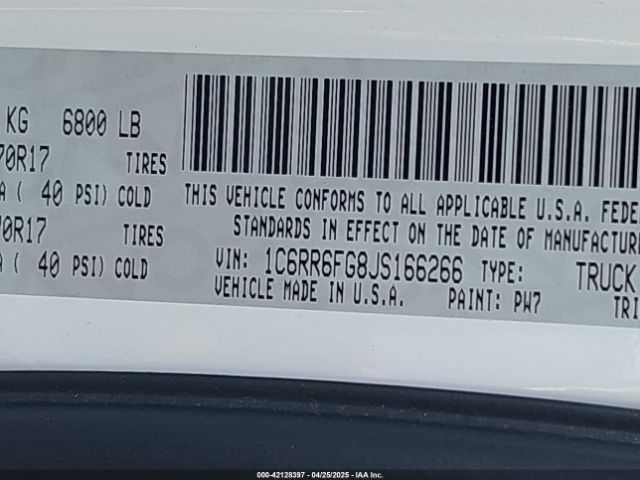 KG 6800 LB
70R17 TIRES
A ( 40 PSI) COLD
70R17 TIRES
A ( 40 PSI) COLD
THIS VEHICLE CONFORMS TO ALL APPLICABLE U.S.A. FEDE
STANDARDS IN EFFECT ON THE DATE OF MANUFACTURE
VIN: 1C6RR6FG8JS166266 TYPE: TRUCK
VEHICLE MADE IN U.S.A. PAINT: PW7 TRI
000-42128397 - 04/25/2025 - IAA Inc.